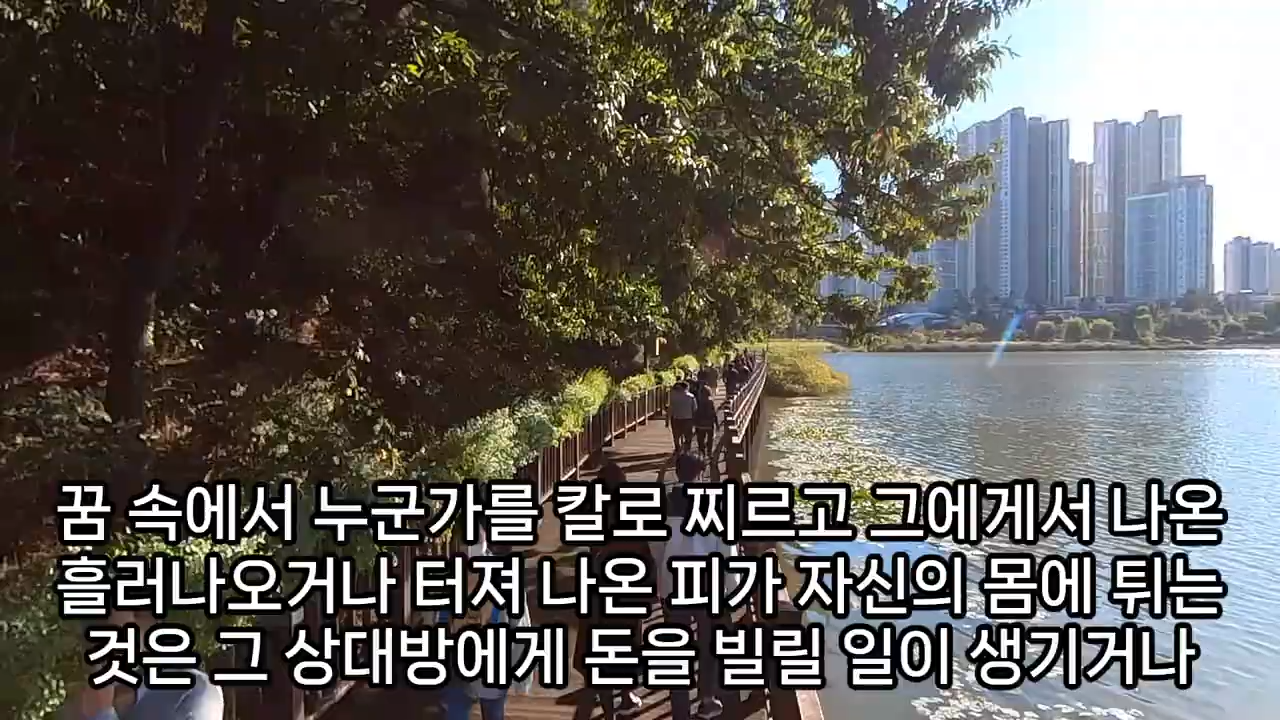 꿈 속에서 누군가를 칼로 찌르고 그에게서 나온
흘러나오거나 터져 나온 피가 자신의 몸에 튀는
것은 그 상대방에게 돈을 빌릴 일이 생기거나